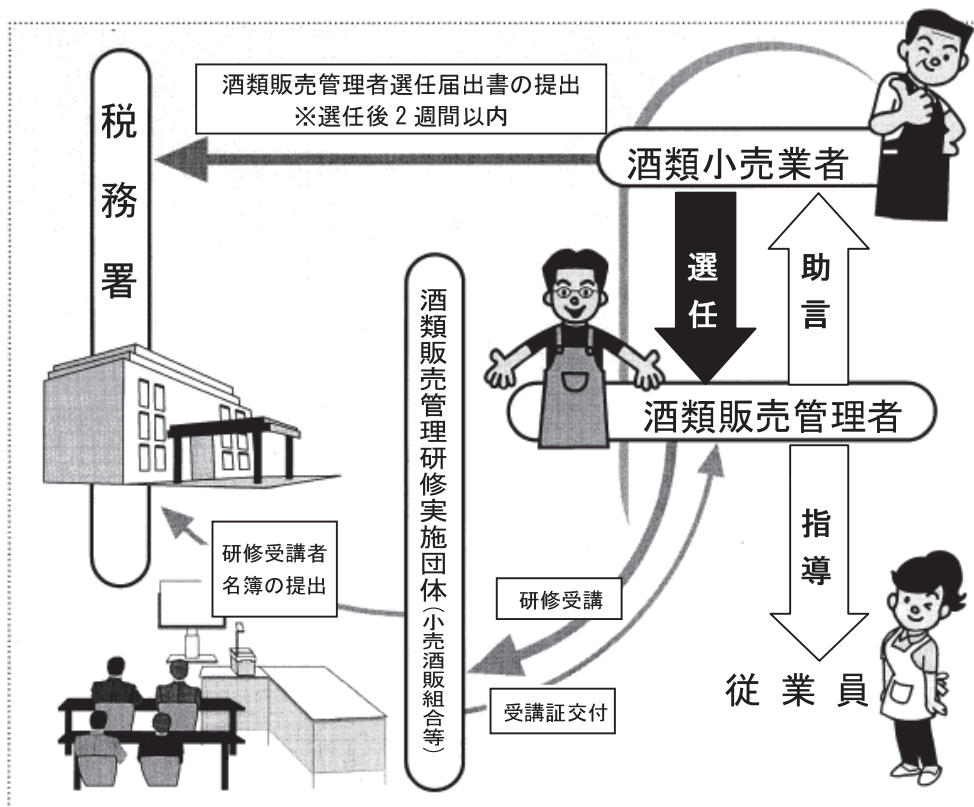 税務署
酒類販売管理者選任届出書の提出
※選任後2週間以内
酒類小売業者
選任
助言
酒類販売管理者
酒類販売管理研修実施団体(小売酒販組合等)
指導
研修受講者
名簿の提出
研修受講
受講証交付
従業員